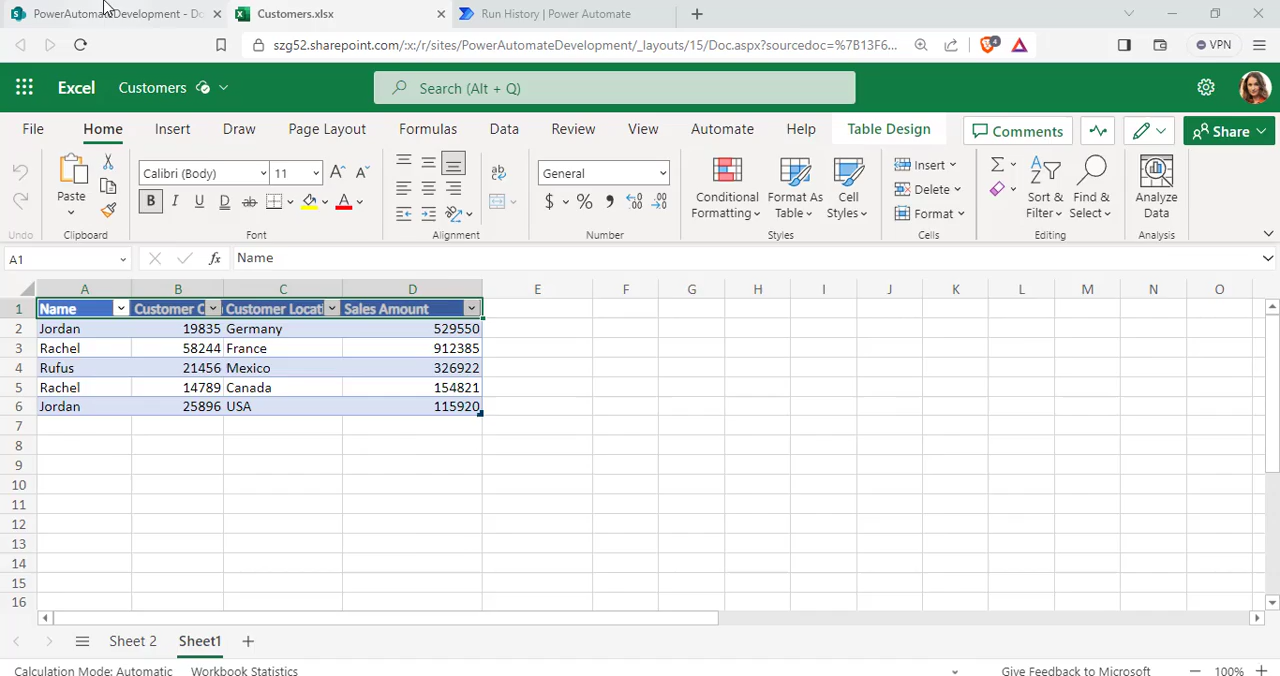 PowerAutomateDevelopment - Do
Customers.xlsx
Run History | Power Automate
szg52.sharepoint.com/:x:/r/sites/PowerAutomateDevelopment/_layouts/15/Doc.aspx?sourcedoc=%7B13F6...
4
VPN
Excel
Customers
Search (Alt + Q)
File
Home
Insert
Draw
Page Layout
Formulas
Data
Review
View
Automate
Help
Table Design
Comments
Share
Undo
Paste
Clipboard
Calibri (Body)
11
Font
Alignment
General
Number
Conditional Formatting
Format As Table
Cell Styles
Styles
Insert
Delete
Format
Cells
Sort & Filter
Find & Select
Editing
Analyze Data
Analysis
A1
fx
Name
A B C D E F G H I J K L M N O
1 Name Customer C Customer Locati Sales Amount
2 Jordan 19835 Germany 529550
3 Rachel 58244 France 912385
4 Rufus 21456 Mexico 326922
5 Rachel 14789 Canada 154821
6 Jordan 25896 USA 115920
7
8
9
10
11
12
13
14
15
16
Sheet 2
Sheet1
Calculation Mode: Automatic
Workbook Statistics
Give Feedback to Microsoft
100%